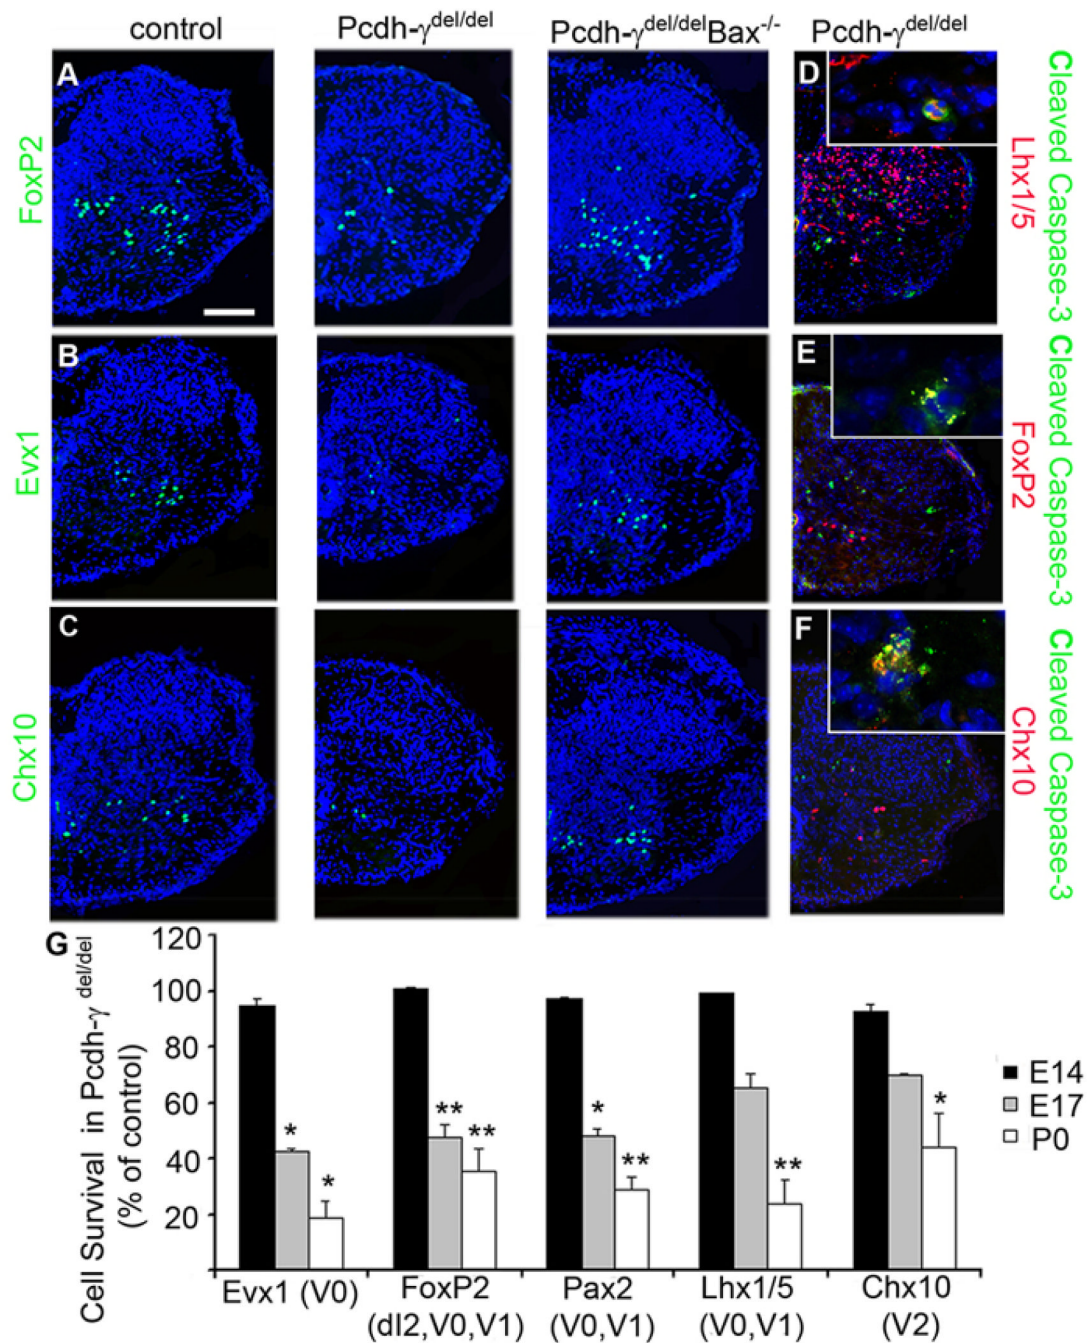 control
Pcdh-γdel/del
Pcdh-γdel/delBax-/-
Pcdh-γdel/del
A
FoxP2
D
Lhx1/5
Cleaved Caspase-3
B
Evx1
E
FoxP2
Cleaved Caspase-3
C
Chx10
F
Chx10
Cleaved Caspase-3
G
Cell Survival in Pcdh-γ del/del
(% of control)
120
100
80
60
40
20
*
*
**
**
*
**
**
*
E14
E17
P0
Evx1 (V0)
FoxP2
(dI2,V0,V1)
Pax2
(V0,V1)
Lhx1/5
(V0,V1)
Chx10
(V2)